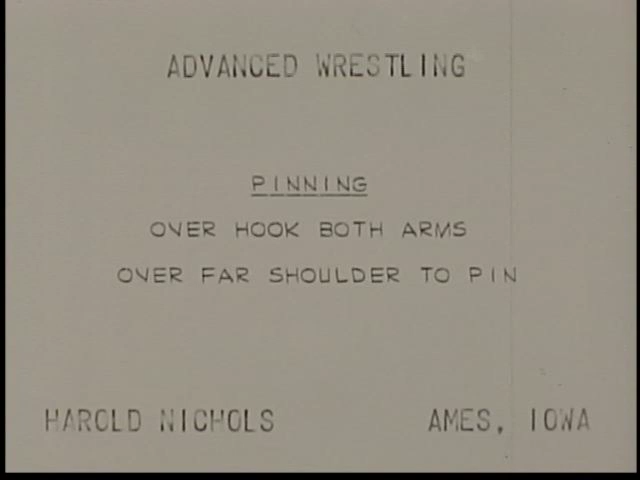 ADVANCED WRESTLING
PINNING
OVER HOOK BOTH ARMS
OVER FAR SHOULDER TO PIN
HAROLD NICHOLS AMES, IOWA